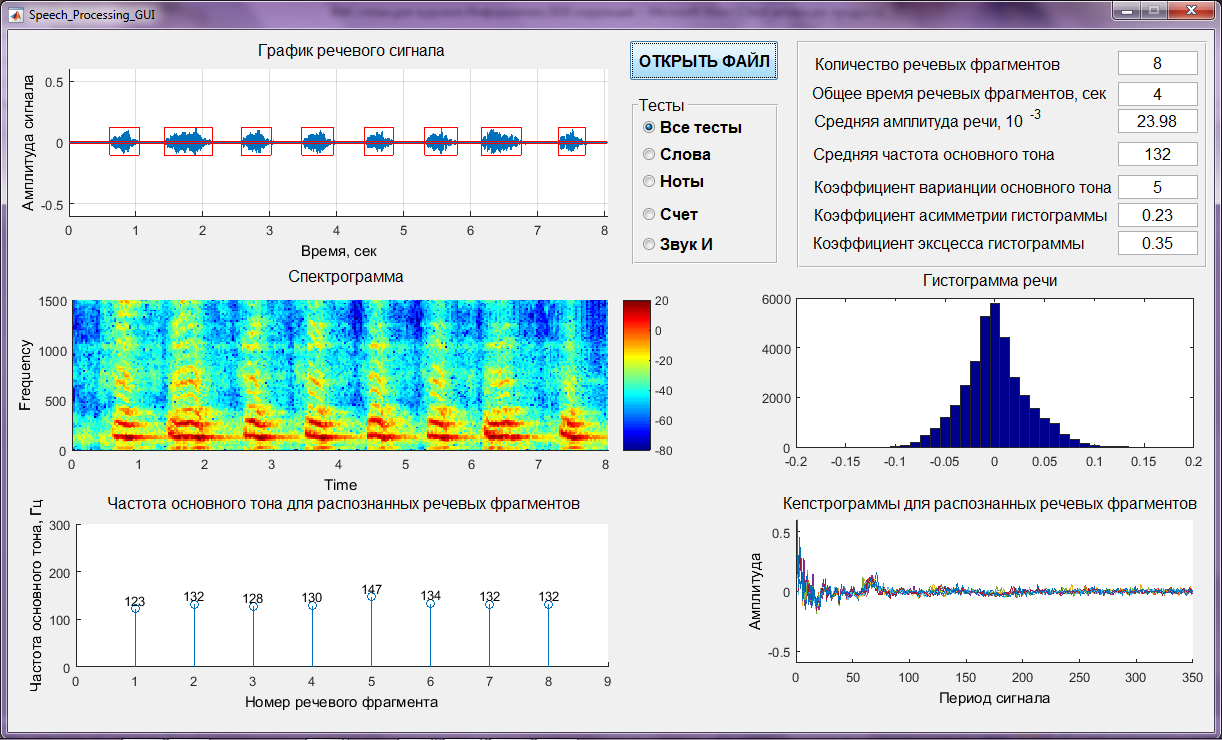 Speech_Processing_GUI
График речевого сигнала
Амплитуда сигнала
0.5
0
-0.5
0 1 2 3 4 5 6 7 8
Время, сек
ОТКРЫТЬ ФАЙЛ
Тесты
Все тесты
Слова
Ноты
Счет
Звук И
Количество речевых фрагментов 8
Общее время речевых фрагментов, сек 4
Средняя амплитуда речи, 10 -3 23.98
Средняя частота основного тона 132
Коэффициент варианции основного тона 5
Коэффициент асимметрии гистограммы 0.23
Коэффициент эксцесса гистограммы 0.35
Спектрограмма
Frequency
1500
1000
500
0
0 1 2 3 4 5 6 7 8
Time
20
0
-20
-40
-60
-80
Гистограмма речи
6000
4000
2000
0
-0.2 -0.15 -0.1 -0.05 0 0.05 0.1 0.15 0.2
Частота основного тона для распознанных речевых фрагментов
Частота основного тона, Гц
300
200
100
0
123 132 128 130 147 134 132 132
0 1 2 3 4 5 6 7 8 9
Номер речевого фрагмента
Кепстрограммы для распознанных речевых фрагментов
Амплитуда
0.5
0
-0.5
0 50 100 150 200 250 300 350
Период сигнала